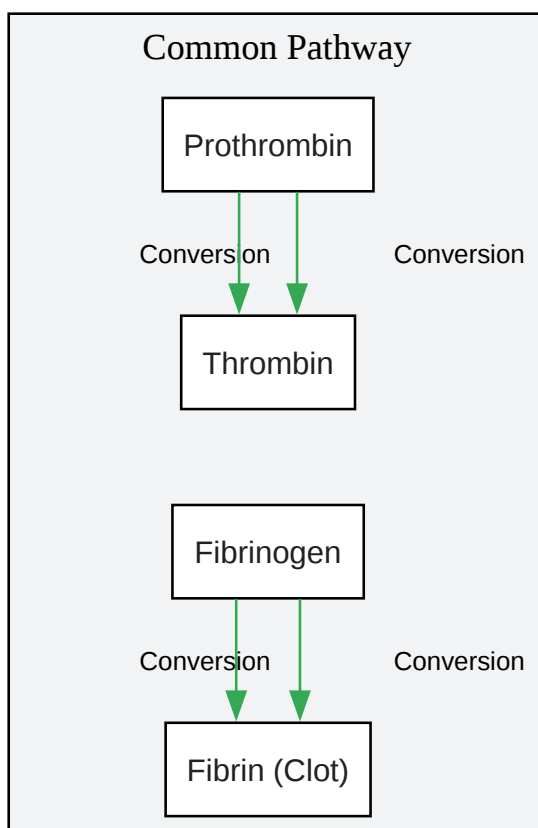 Common Pathway
Prothrombin
Conversion Conversion
Thrombin
Fibrinogen
Conversion Conversion
Fibrin (Clot)